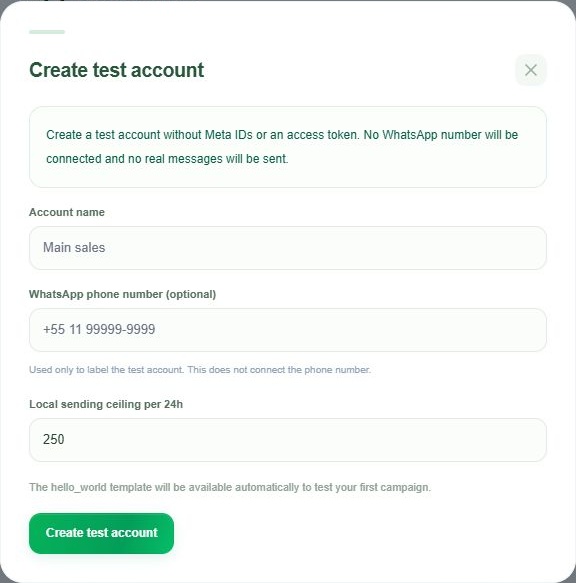 Create test account
Create a test account without Meta IDs or an access token. No WhatsApp number will be
connected and no real messages will be sent.
Account name
Main sales
WhatsApp phone number (optional)
+55 11 99999-9999
Used only to label the test account. This does not connect the phone number.
Local sending ceiling per 24h
250
The hello_world template will be available automatically to test your first campaign.
Create test account